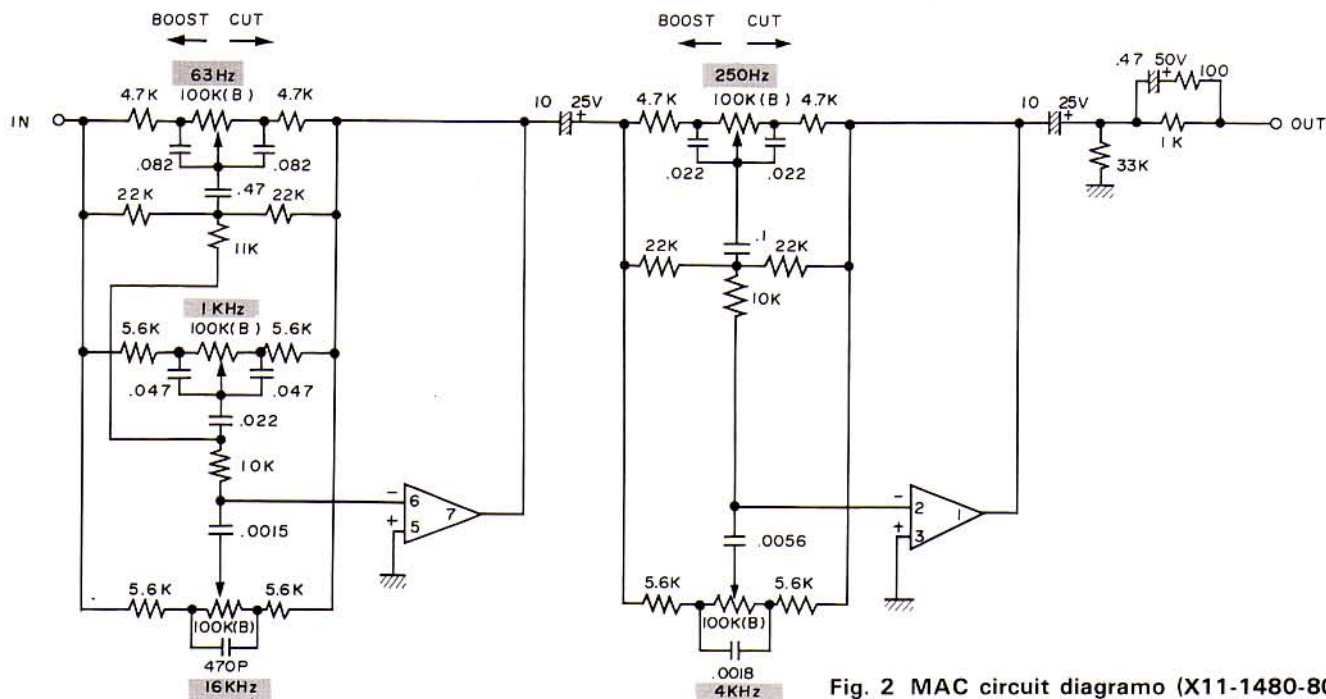 BOOST CUT
BOOST CUT
63Hz
250Hz
.47 50V
+ 100
4.7K 100K(B) 4.7K
10 25V
+
4.7K 100K(B) 4.7K
10 25V
+
IN
OUT
1K
33K
.082 .082
.022 .022
.47
22K 22K
.1
22K 22K
11K
10K
1KHz
5.6K 100K(B) 5.6K
.047 .047
.022
10K
- 6
+ 5
7
- 2
+ 3
1
.0015
.0056
5.6K 5.6K
100K(B)
470P
16KHz
5.6K 5.6K
100K(B)
.0018
4KHz
Fig. 2 MAC circuit diagramo (X11-1480-80